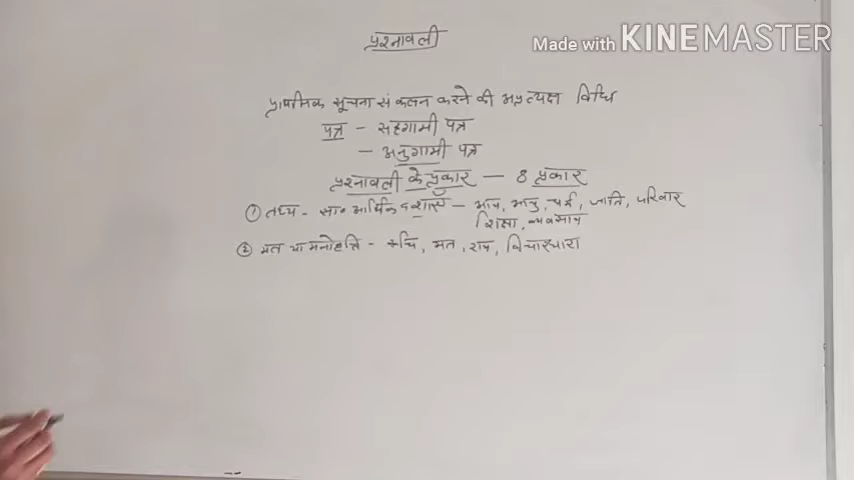 प्रश्नावली
Made with KINEMASTER
प्राथमिक सूचना संकलन करने की अप्रत्यक्ष विधि
पत्र - सहगामी पत्र
- अनुगामी पत्र
प्रश्नावली के प्रकार - 8 प्रकार
① तथ्य - सा॰ आर्थिक दशाएँ - आय, आयु, धर्म, जाति, परिवार
शिक्षा, व्यवसाय
② मत या मनोवृत्ति - रुचि, मत, राय, विचारधारा